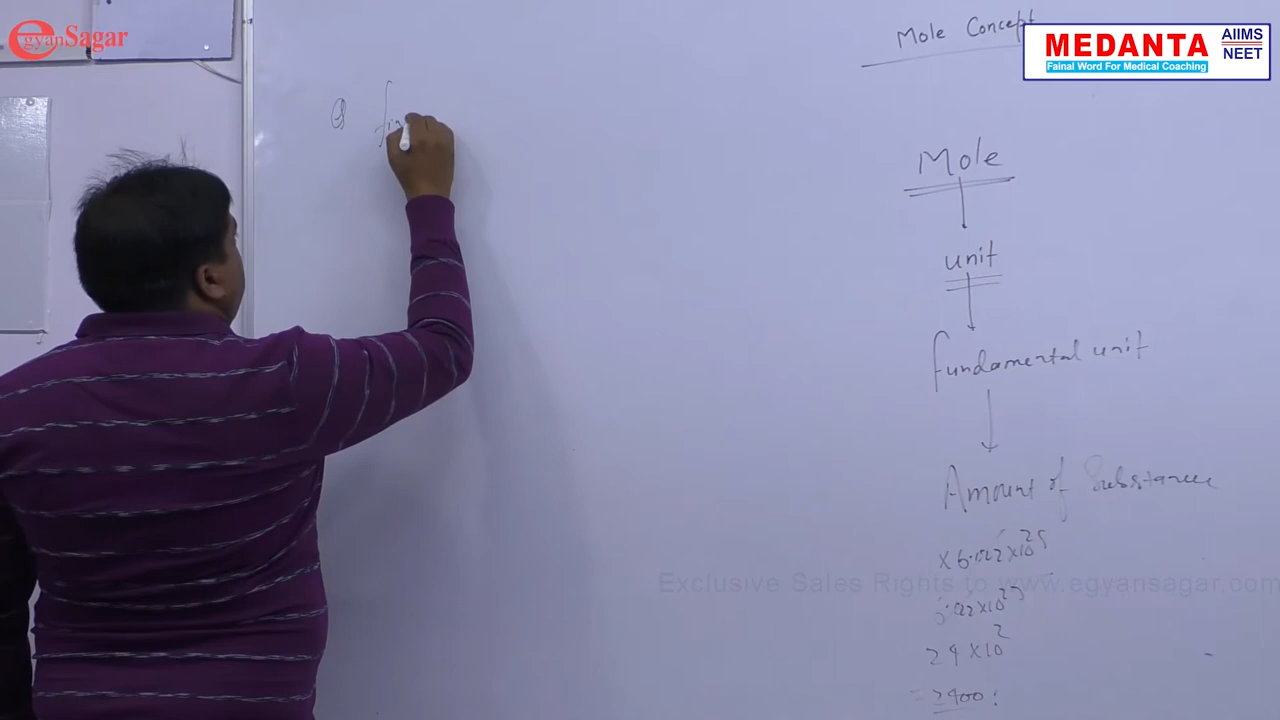 egyanSagar
Mole Concept
MEDANTA
AIIMS
NEET
Fainal Word For Medical Coaching
Q
Mole
unit
Fundamental unit
Amount of Substance
Exclusive Sales Rights to www.egyansagar.com